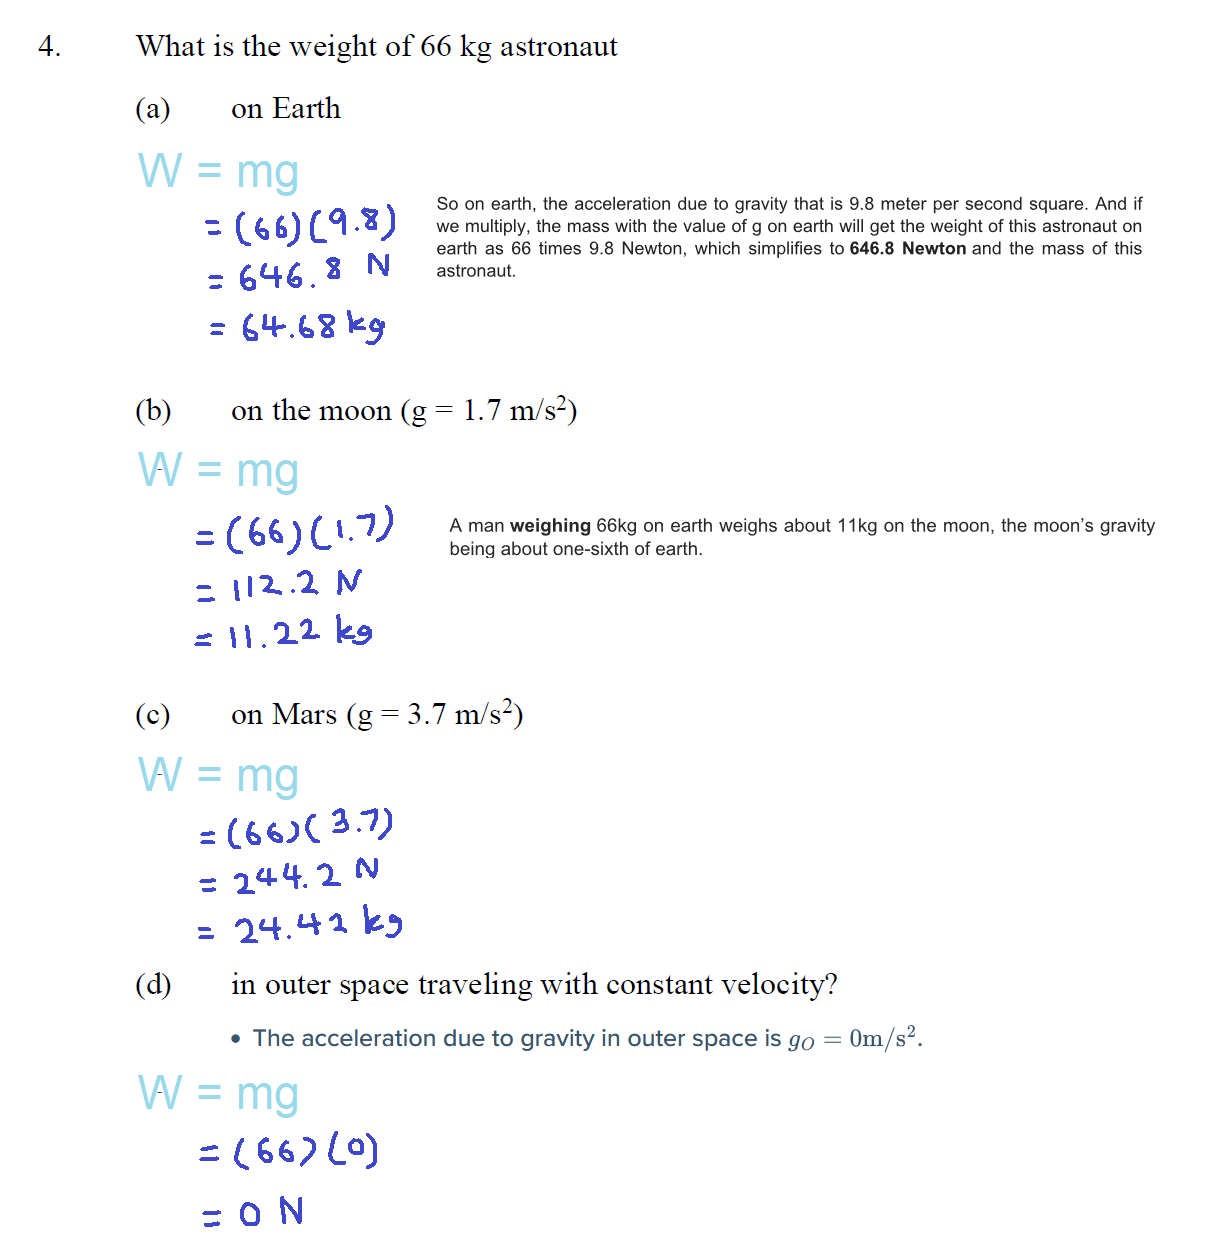 4. What is the weight of 66 kg astronaut
(a) on Earth
W = mg
= (66)(9.8)
= 646.8 N
= 64.68 kg
So on earth, the acceleration due to gravity that is 9.8 meter per second square. And if
we multiply, the mass with the value of g on earth will get the weight of this astronaut on
earth as 66 times 9.8 Newton, which simplifies to 646.8 Newton and the mass of this
astronaut.
(b) on the moon (g = 1.7 m/s²)
W = mg
= (66)(1.7)
= 112.2 N
= 11.22 kg
A man weighing 66kg on earth weighs about 11kg on the moon, the moon's gravity
being about one-sixth of earth.
(c) on Mars (g = 3.7 m/s²)
W = mg
= (66)(3.7)
= 244.2 N
= 24.42 kg
(d) in outer space traveling with constant velocity?
• The acceleration due to gravity in outer space is g_O = 0m/s².
W = mg
= (66)(0)
= 0 N